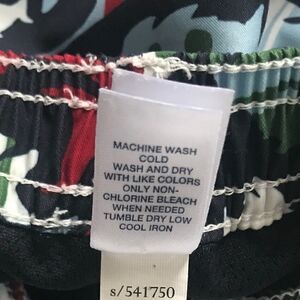 MACHINE WASH
COLD
WASH AND DRY
WITH LIKE COLORS
ONLY NON-
CHLORINE BLEACH
WHEN NEEDED
TUMBLE DRY LOW
COOL IRON
s/541750